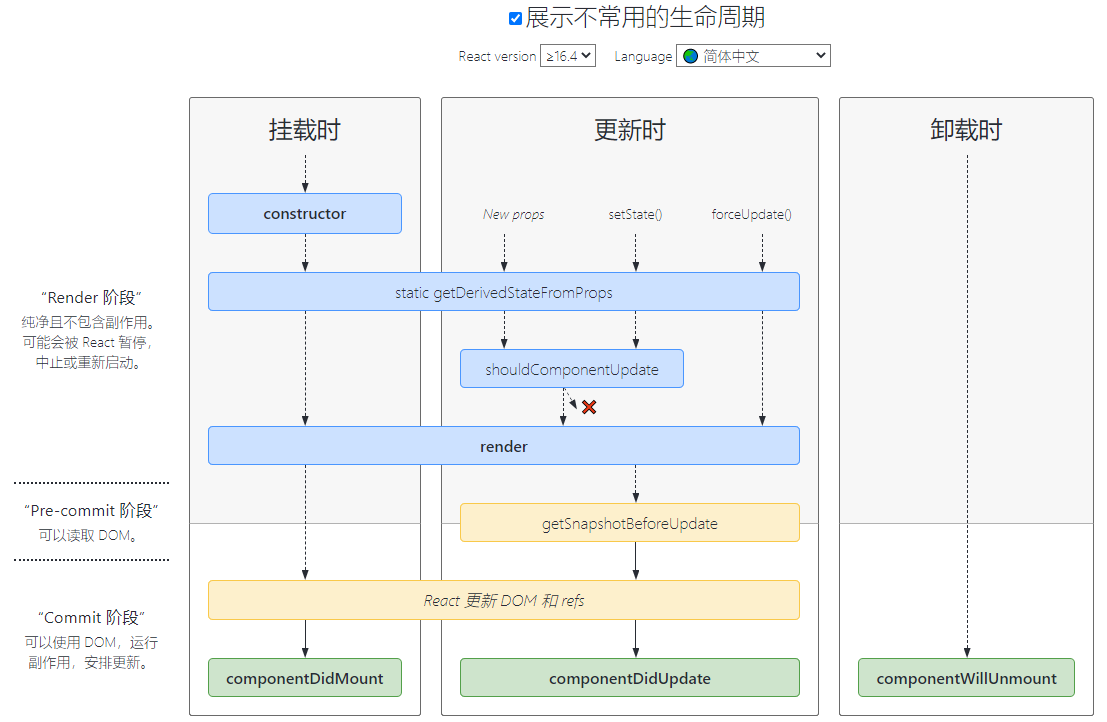 展示不常用的生命周期
React version ≥16.4 Language 简体中文
挂载时 更新时 卸载时
constructor
New props setState() forceUpdate()
static getDerivedStateFromProps
“Render 阶段”
纯净且不包含副作用。
可能会被 React 暂停，
中止或重新启动。
shouldComponentUpdate
render
“Pre-commit 阶段”
可以读取 DOM。
getSnapshotBeforeUpdate
React 更新 DOM 和 refs
“Commit 阶段”
可以使用 DOM，运行
副作用，安排更新。
componentDidMount componentDidUpdate componentWillUnmount